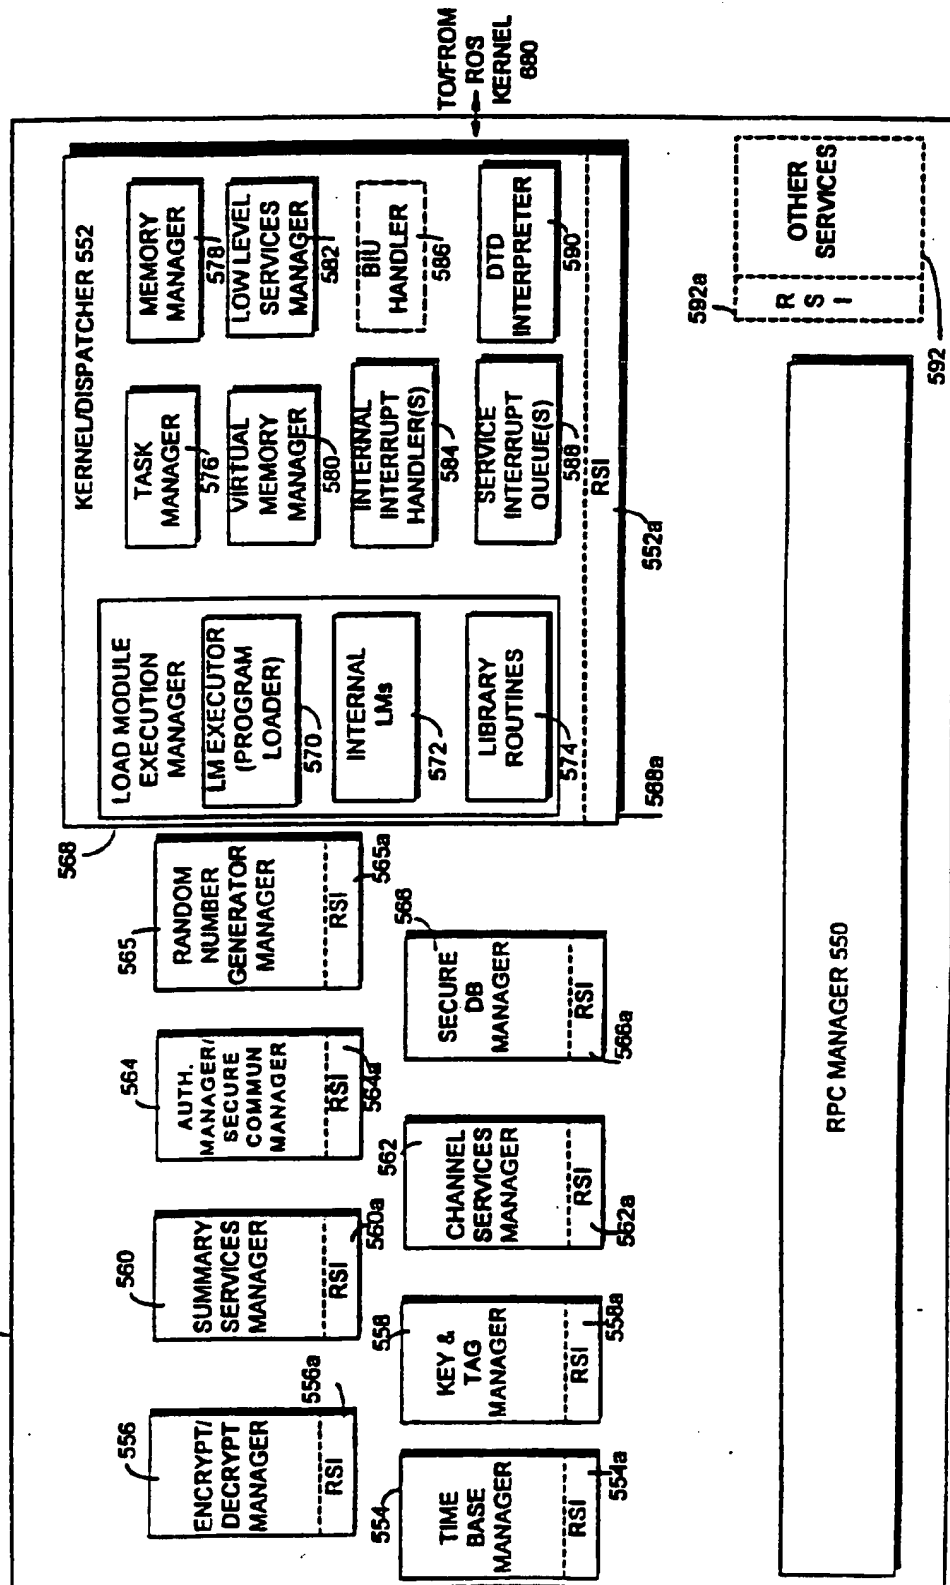 KERNEL/DISPATCHER 552
TO/FROM
ROS
KERNEL
680
568
LOAD MODULE
EXECUTION
MANAGER
LM EXECUTOR
(PROGRAM
LOADER)
570
INTERNAL
LMs
572
LIBRARY
ROUTINES
574
568a
TASK
MANAGER
576
MEMORY
MANAGER
578
VIRTUAL
MEMORY
MANAGER
580
LOW LEVEL
SERVICES
MANAGER
582
INTERNAL
INTERRUPT
HANDLER(S)
584
BIU
HANDLER
586
SERVICE
INTERRUPT
QUEUE(S)
588
DTD
INTERPRETER
590
RSI
552a
556
ENCRYPT/
DECRYPT
MANAGER
RSI
556a
560
SUMMARY
SERVICES
MANAGER
RSI
560a
564
AUTH.
MANAGER/
SECURE
COMMUN
MANAGER
RSI
564a
565
RANDOM
NUMBER
GENERATOR
MANAGER
RSI
565a
554
TIME
BASE
MANAGER
RSI
554a
558
KEY &
TAG
MANAGER
RSI
558a
562
CHANNEL
SERVICES
MANAGER
RSI
562a
566
SECURE
DB
MANAGER
RSI
566a
592a
R
S
I
OTHER
SERVICES
592
RPC MANAGER 550